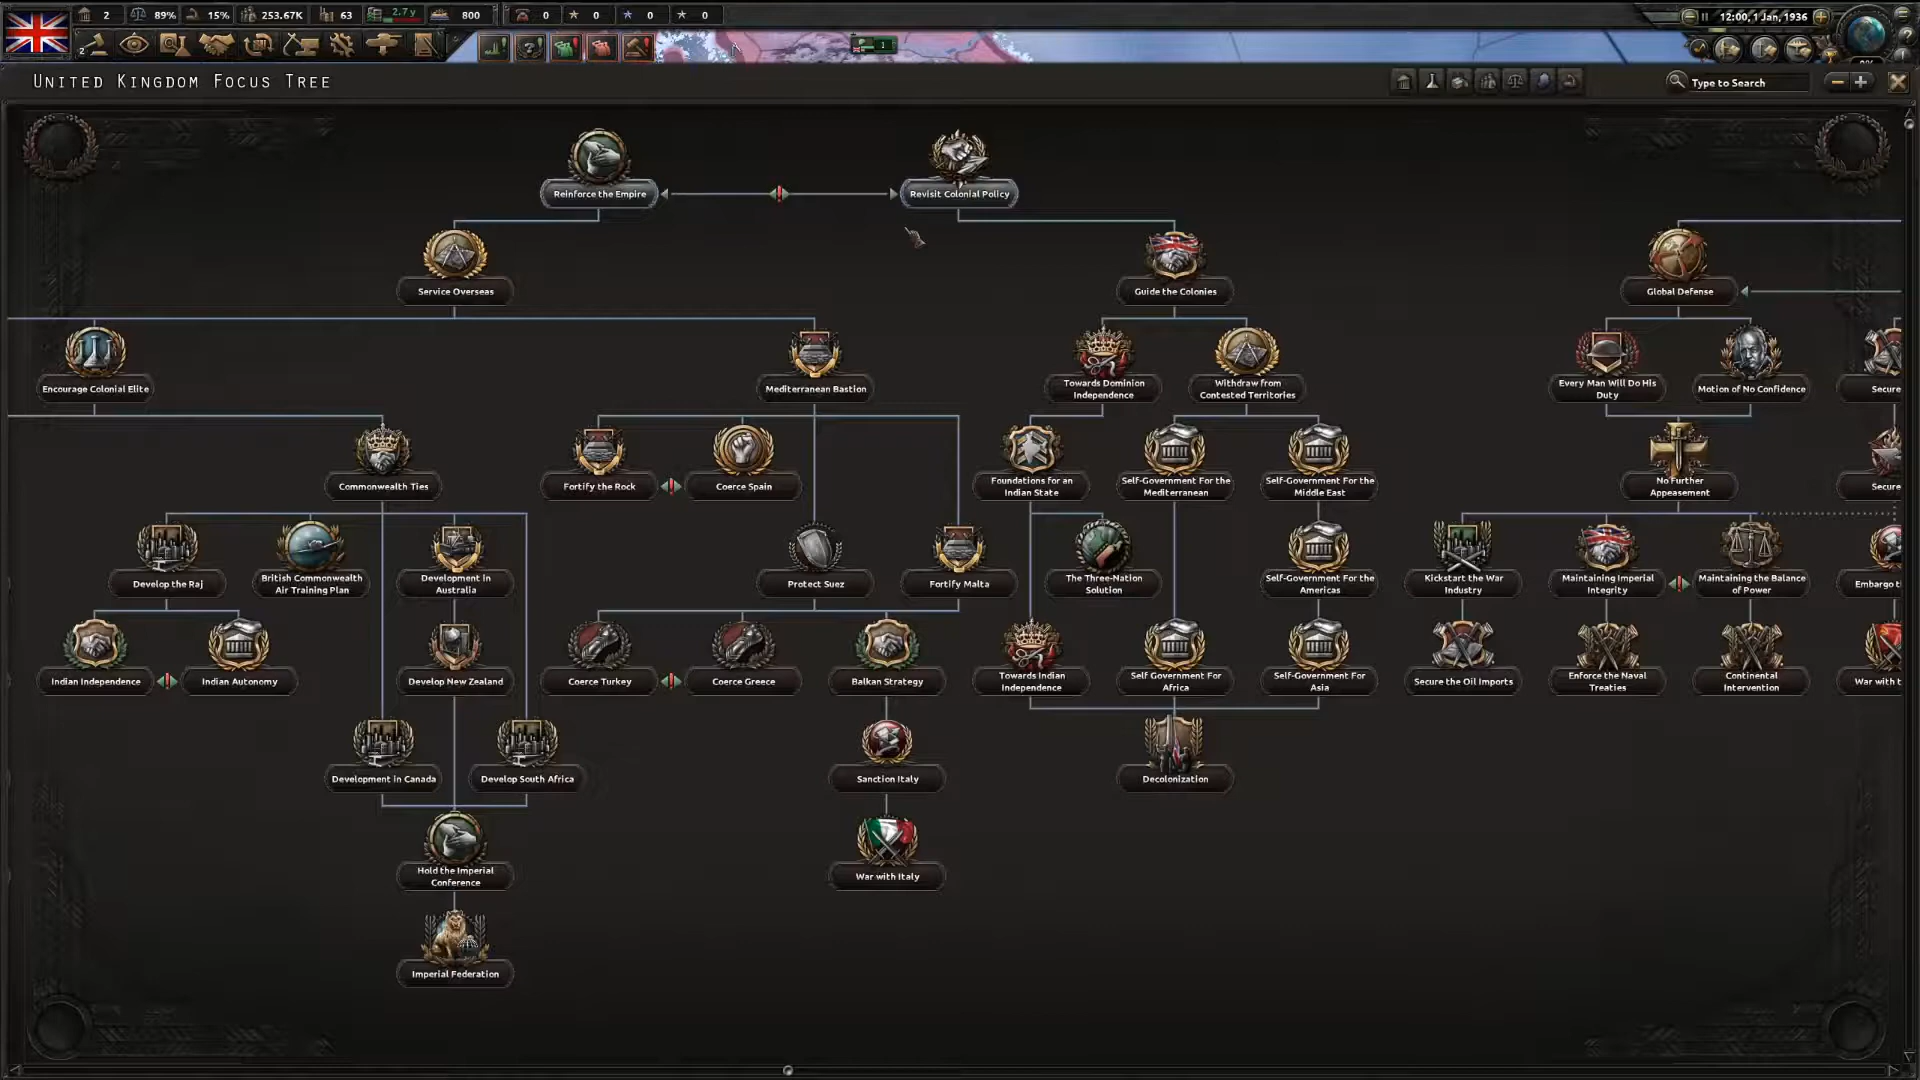 2
89%
15%
253.67K
63
2.7 y
800
0
0
0
0
12:00, 1 Jan, 1936
2
1
United Kingdom Focus Tree
Type to Search
Reinforce the Empire
Revisit Colonial Policy
Service Overseas
Guide the Colonies
Global Defense
Encourage Colonial Elite
Mediterranean Bastion
Towards Dominion
Independence
Withdraw from
Contested Territories
Every Man Will Do His
Duty
Motion of No Confidence
Secure
Commonwealth Ties
Fortify the Rock
Coerce Spain
Foundations for an
Indian State
Self-Government For the
Mediterranean
Self-Government For the
Middle East
No Further
Appeasement
Secure
Develop the Raj
British Commonwealth
Air Training Plan
Development in
Australia
Protect Suez
Fortify Malta
The Three-Nation
Solution
Self-Government For the
Americas
Kickstart the War
Industry
Maintaining Imperial
Integrity
Maintaining the Balance
of Power
Embargo t
Indian Independence
Indian Autonomy
Develop New Zealand
Coerce Turkey
Coerce Greece
Balkan Strategy
Towards Indian
Independence
Self Government For
Africa
Self-Government For
Asia
Secure the Oil Imports
Enforce the Naval
Treaties
Continental
Intervention
War with t
Development in Canada
Develop South Africa
Sanction Italy
Decolonization
Hold the Imperial
Conference
War with Italy
Imperial Federation